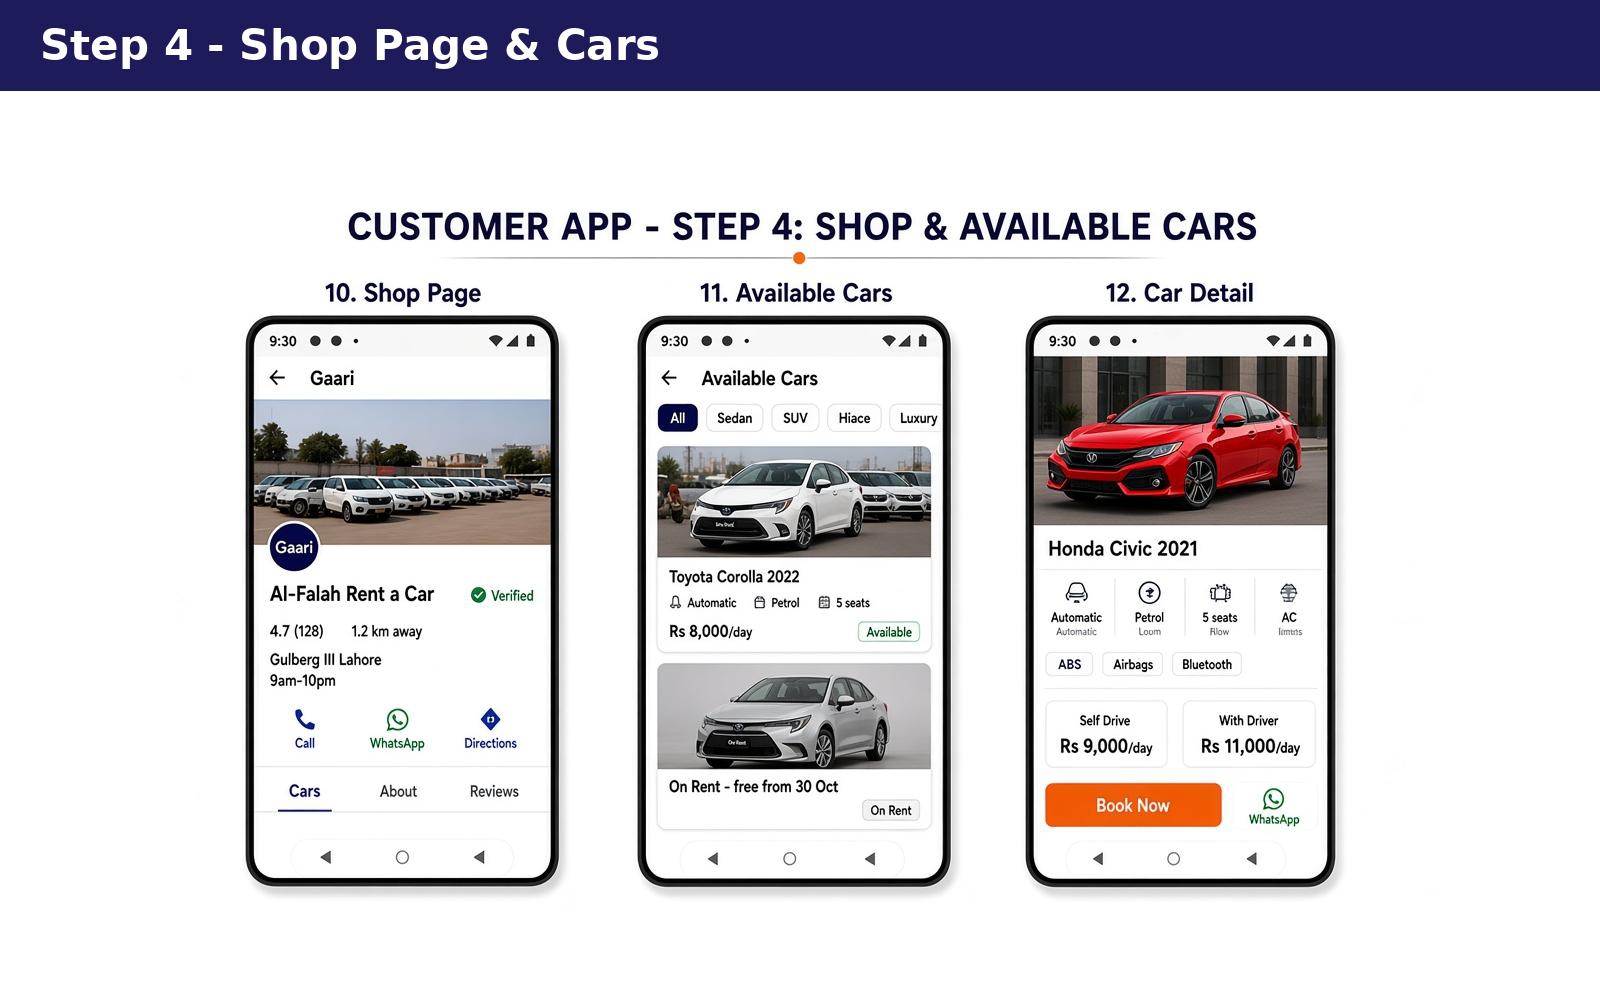 Step 4 - Shop Page & Cars
CUSTOMER APP - STEP 4: SHOP & AVAILABLE CARS
10. Shop Page
9:30
Gaari
Gaari
Al-Falah Rent a Car
Verified
4.7 (128) 1.2 km away
Gulberg III Lahore
9am-10pm
Call WhatsApp Directions
Cars About Reviews
11. Available Cars
9:30
Available Cars
All Sedan SUV Hiace Luxury
Toyota Corolla 2022
Automatic Petrol 5 seats
Rs 8,000/day
Available
On Rent
On Rent - free from 30 Oct
On Rent
12. Car Detail
9:30
Honda Civic 2021
Automatic Petrol 5 seats AC
Automatic Loum
ABS Airbags Bluetooth
Self Drive
Rs 9,000/day
With Driver
Rs 11,000/day
Book Now
WhatsApp